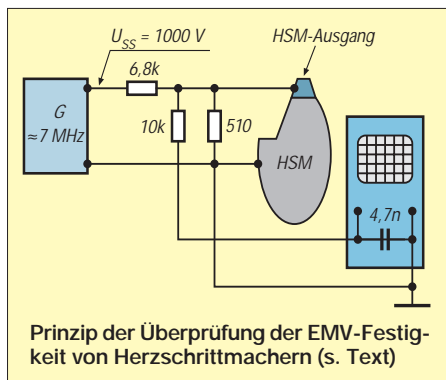 U_SS = 1000 V
HSM-Ausgang
6,8k
G
≈7 MHz
10k
510
HSM
4,7n
Prinzip der Überprüfung der EMV-Festig-
keit von Herzschrittmachern (s. Text)